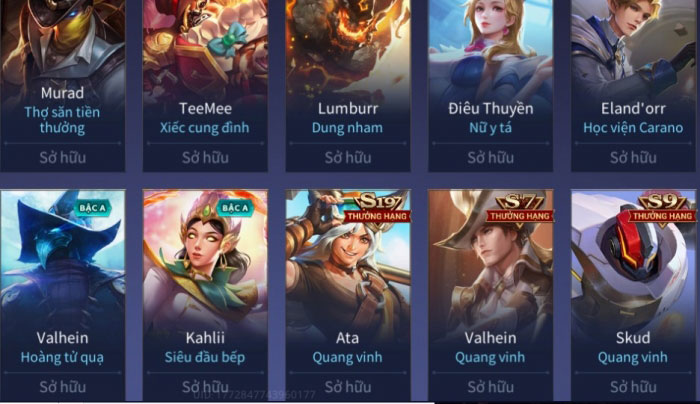 Murad
TeeMee
Lumburr
Điêu Thuyền
Eland'orr
Thợ săn tiền
thưởng
Xiếc cung đình
Dung nham
Nữ y tá
Học viện Carano
Sở hữu
Sở hữu
Sở hữu
Sở hữu
Sở hữu
BẬC A
BẬC A
S19
THƯỞNG HẠNG
S7
THƯỞNG HẠNG
S9
THƯỞNG HẠNG
Valhein
Kahlii
Ata
Valhein
Skud
Hoàng tử quạ
Siêu đầu bếp
Quang vinh
Quang vinh
Quang vinh
Sở hữu
Sở hữu
Sở hữu
Sở hữu
Sở hữu
UID: 1772847743960177